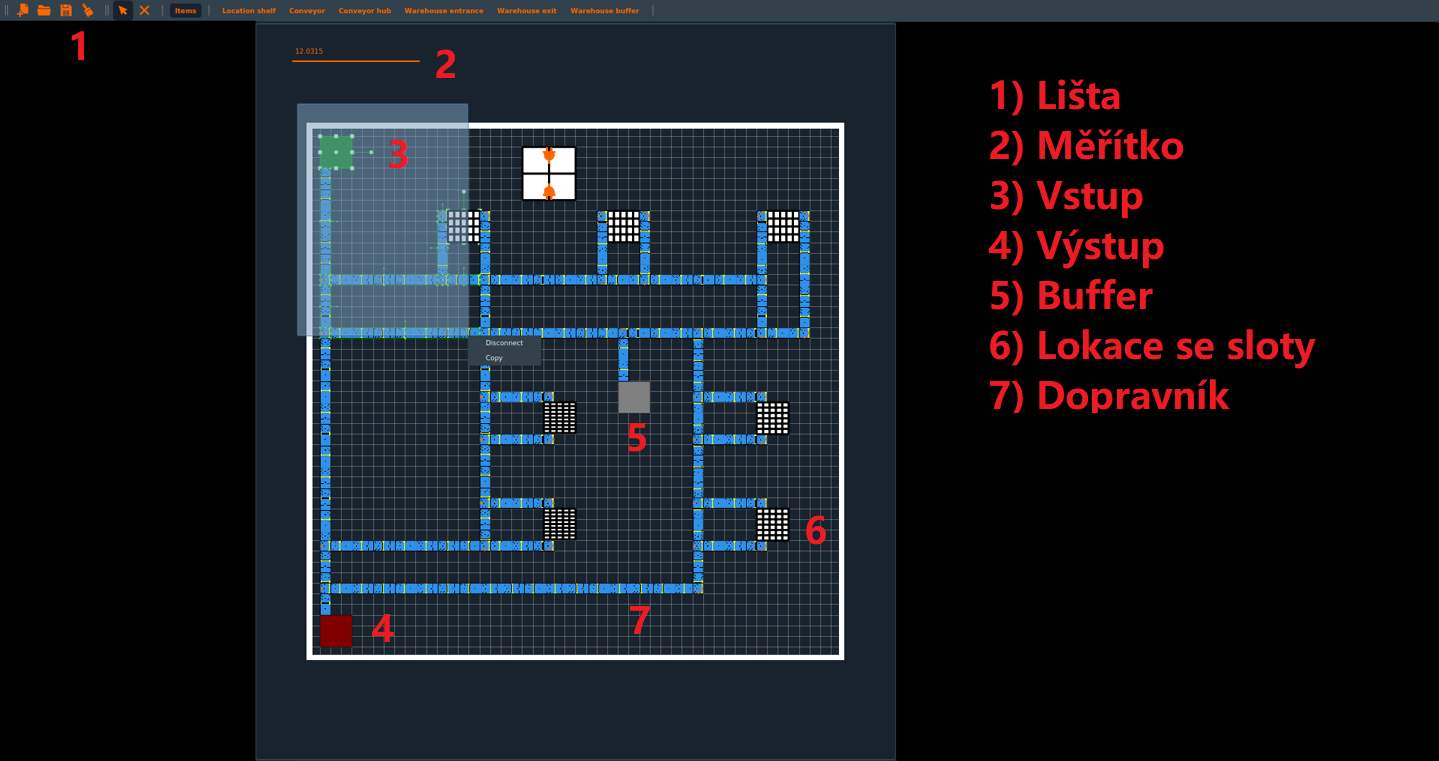 Items Location shelf Conveyor Conveyor hub Warehouse entrance Warehouse exit Warehouse buffer
1
12.0315
2
3
Disconnect
Copy
5
6
7
4
1) Lišta
2) Měřítko
3) Vstup
4) Výstup
5) Buffer
6) Lokace se sloty
7) Dopravník